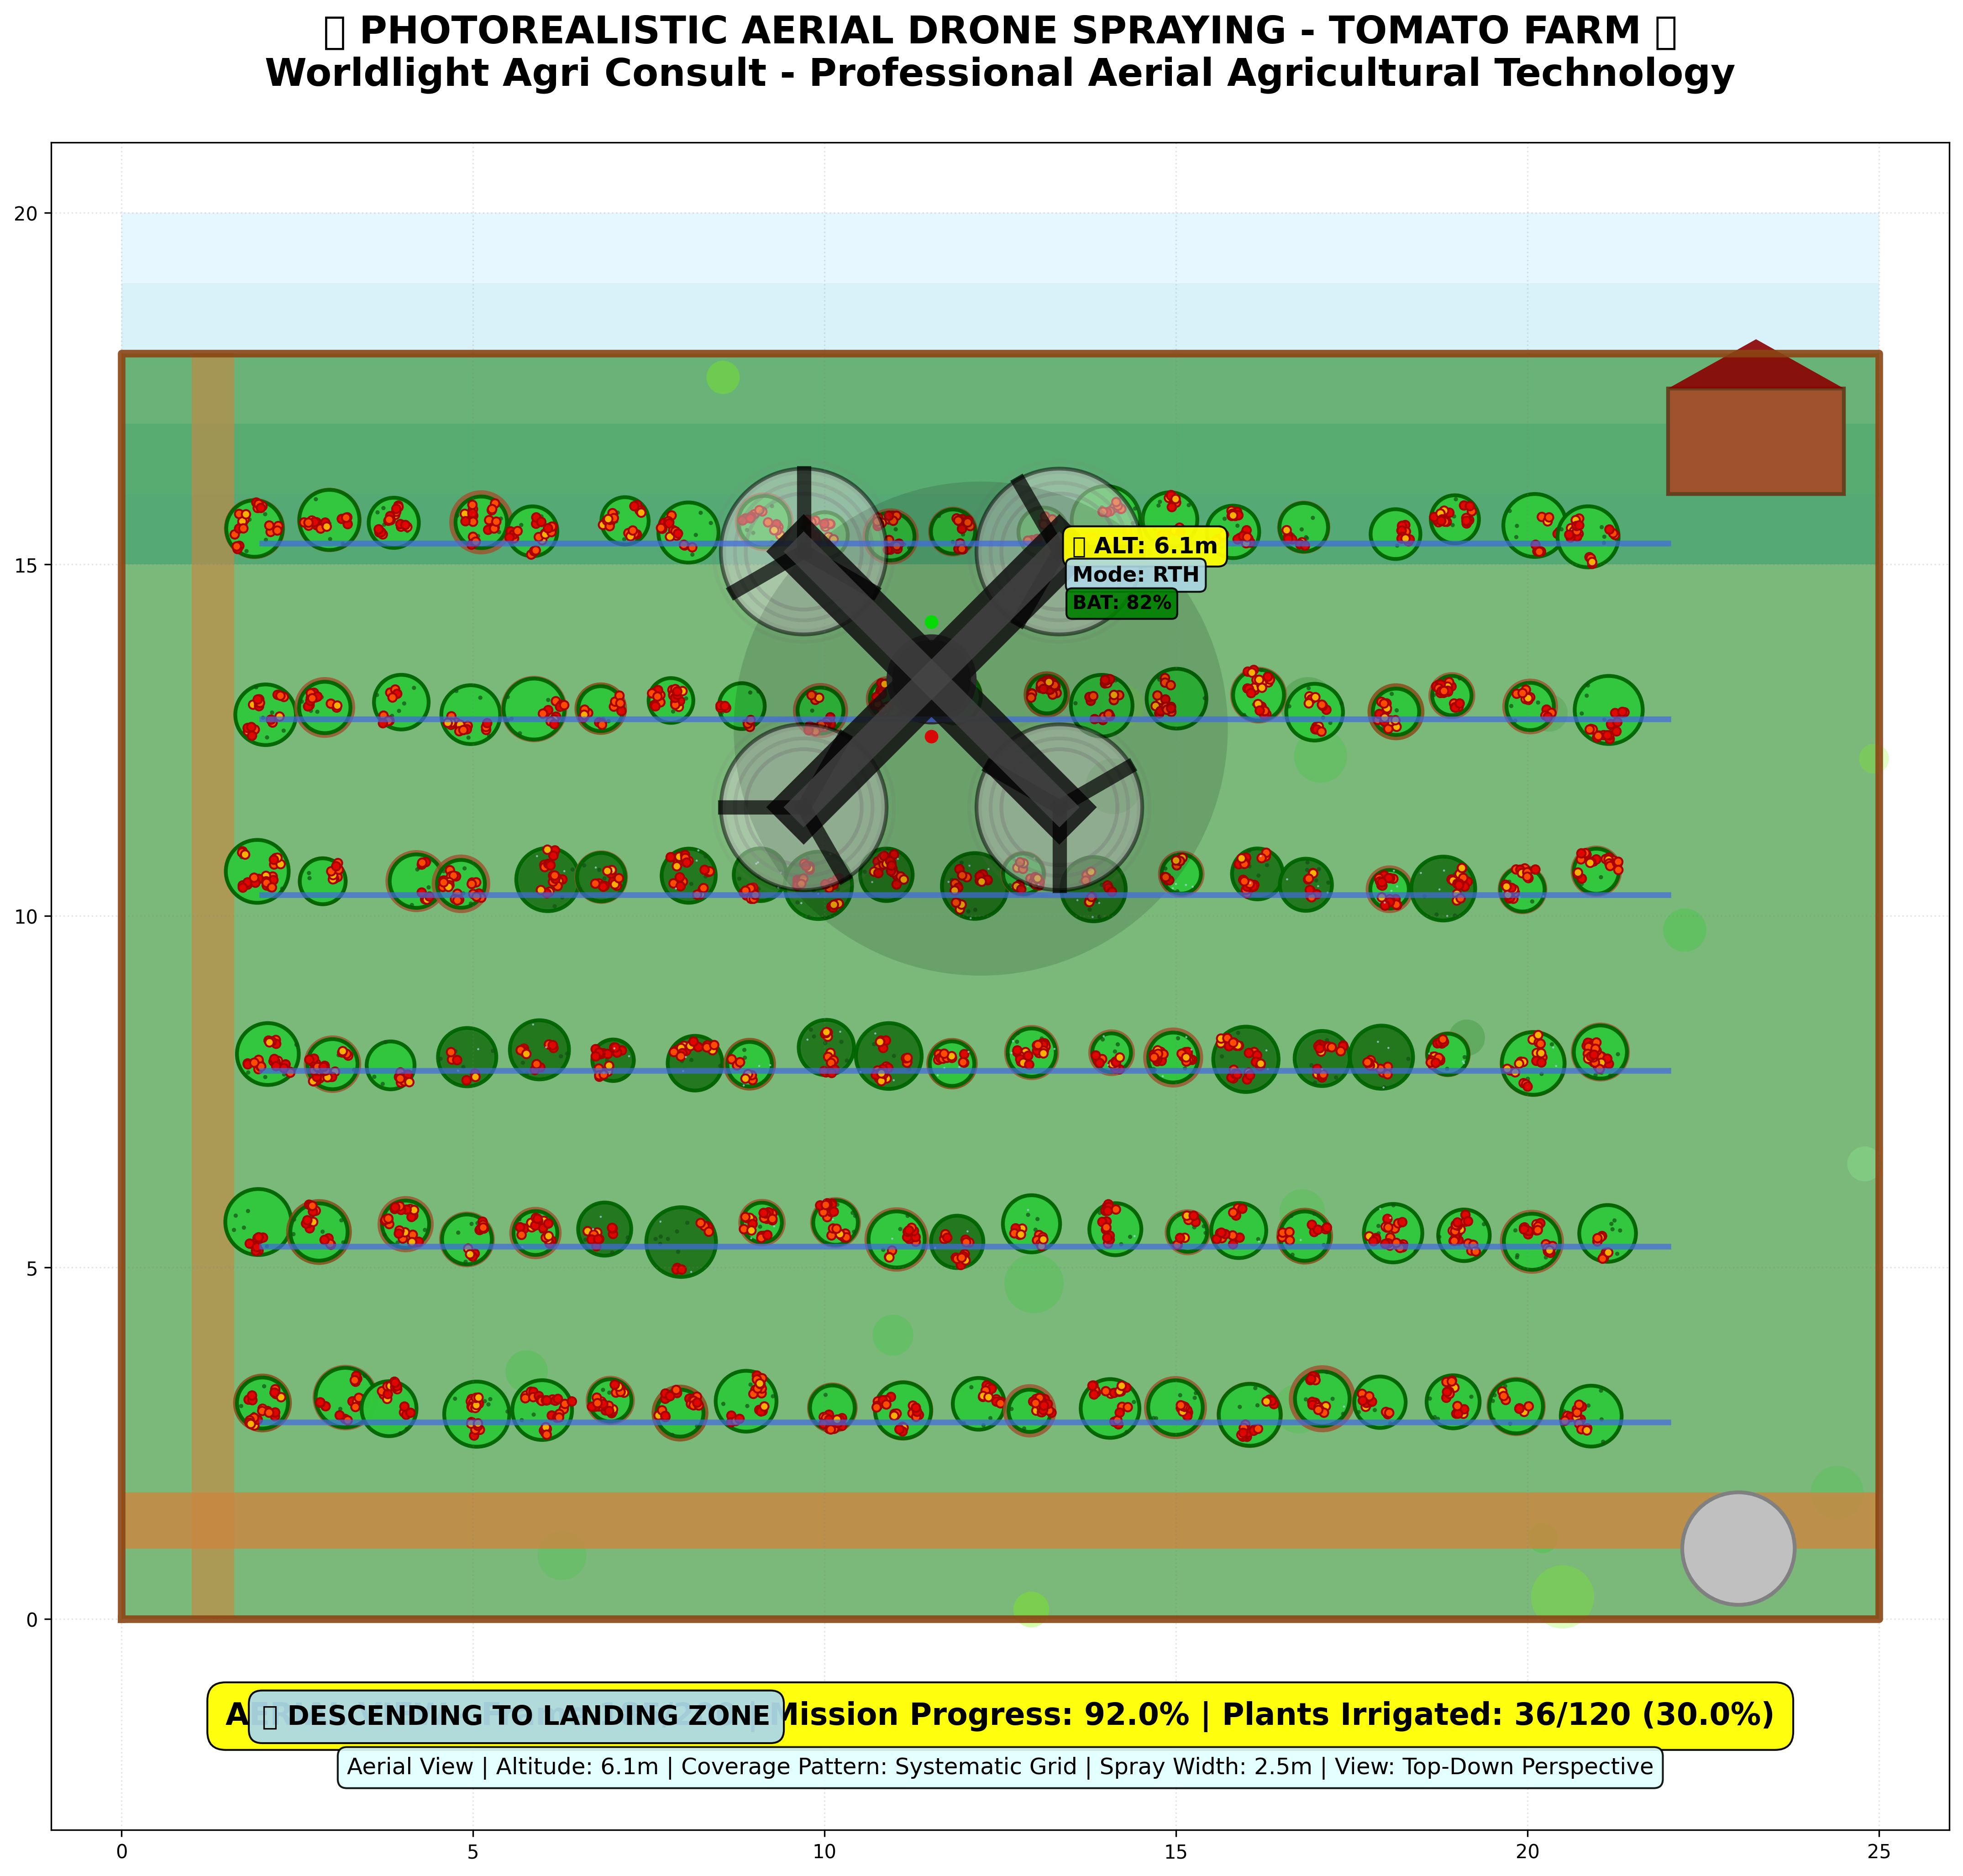 PHOTOREALISTIC AERIAL DRONE SPRAYING - TOMATO FARM
Worldlight Agri Consult - Professional Aerial Agricultural Technology
20
15
10
5
0
ALT: 6.1m
Mode: RTH
BAT: 82%
DESCENDING TO LANDING ZONE
Mission Progress: 92.0% | Plants Irrigated: 36/120 (30.0%)
Aerial View | Altitude: 6.1m | Coverage Pattern: Systematic Grid | Spray Width: 2.5m | View: Top-Down Perspective
0 5 10 15 20 25